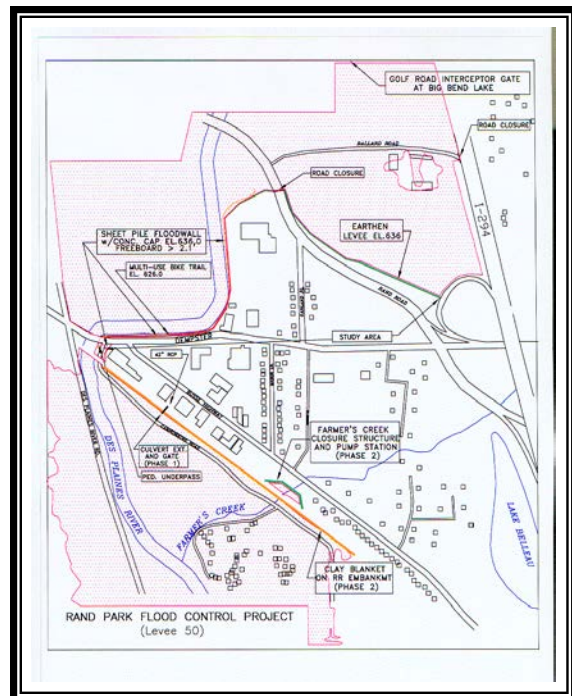 GOLF ROAD INTERCEPTOR GATE
AT BIG BEND LAKE
ROAD CLOSURE
BALLARD ROAD
ROAD CLOSURE
I-294
SHEET PILE FLOODWALL
w/CONC. CAP EL.636.0
FREEBOARD > 2.1'
EARTHEN
LEVEE EL.636
MULTI-USE BIKE TRAIL
EL. 626.0
RAND ROAD
STUDY AREA
DEMPSTER
42" RCP
DES PLAINES RIVER RD.
CULVERT EXT.
AND GATE
(PHASE 1)
PED. UNDERPASS
FARMER'S CREEK
CLOSURE STRUCTURE
AND PUMP STATION
(PHASE 2)
DES PLAINES
RIVER
FARMER'S CREEK
LAKE BELLEAU
CLAY BLANKET
ON RR EMBANKMT
(PHASE 2)
RAND PARK FLOOD CONTROL PROJECT
(Levee 50)